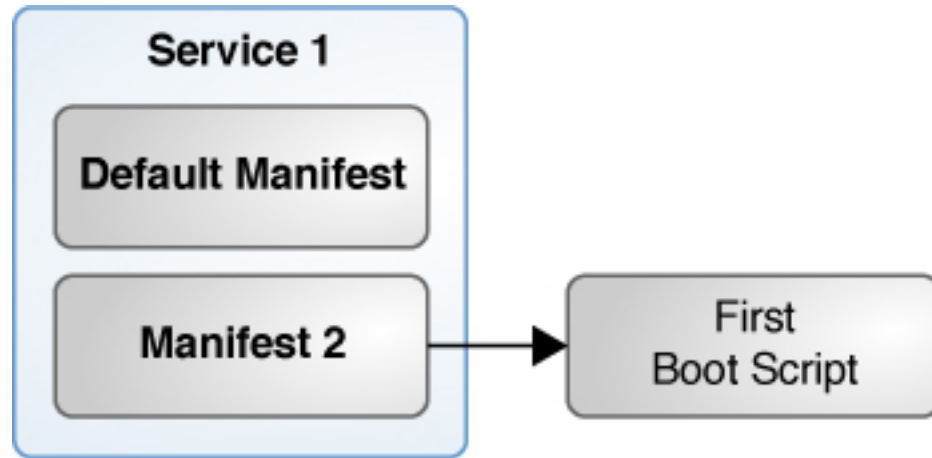 Service 1
Default Manifest
Manifest 2
First
Boot Script